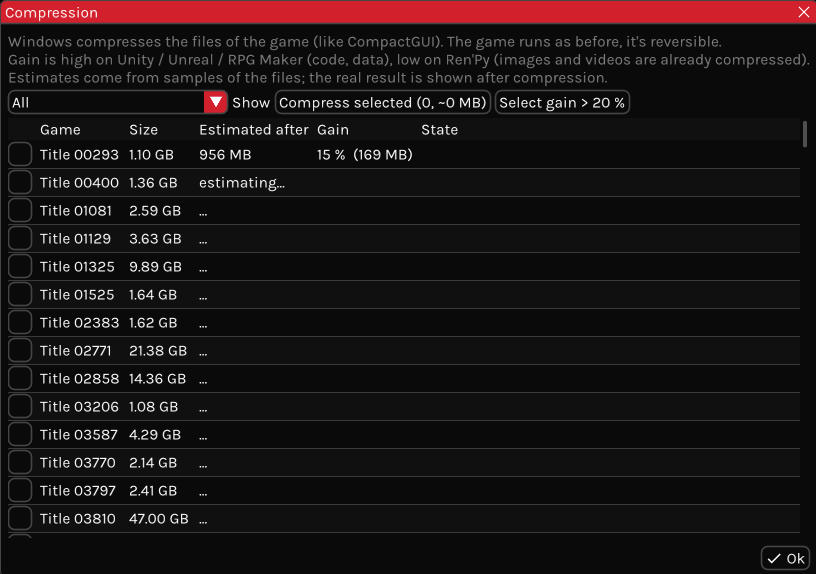 Compression
Windows compresses the files of the game (like CompactGUI). The game runs as before, it's reversible.
Gain is high on Unity / Unreal / RPG Maker (code, data), low on Ren'Py (images and videos are already compressed).
Estimates come from samples of the files; the real result is shown after compression.
All Show Compress selected (0, ~0 MB) Select gain > 20 %
Game Size Estimated after Gain State
Title 00293 1.10 GB 956 MB 15 % (169 MB)
Title 00400 1.36 GB estimating...
Title 01081 2.59 GB ...
Title 01129 3.63 GB ...
Title 01325 9.89 GB ...
Title 01525 1.64 GB ...
Title 02383 1.62 GB ...
Title 02771 21.38 GB ...
Title 02858 14.36 GB ...
Title 03206 1.08 GB ...
Title 03587 4.29 GB ...
Title 03770 2.14 GB ...
Title 03797 2.41 GB ...
Title 03810 47.00 GB ...
Ok